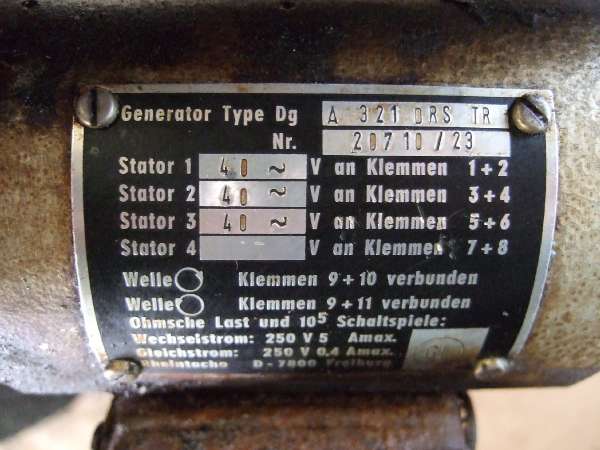 Generator Type Dg A 321 DRS TR
Nr. 20710/23
Stator 1 40 ~ V an Klemmen 1+2
Stator 2 40 ~ V an Klemmen 3+4
Stator 3 40 ~ V an Klemmen 5+6
Stator 4 V an Klemmen 7+8
Welle Klemmen 9+10 verbunden
Welle Klemmen 9+11 verbunden
Ohmsche Last und 10⁵ Schaltspiele:
Wechselstrom: 250 V 5 Amax.
Gleichstrom: 250 V 0,4 Amax.
Rheintacho D-7800 Freiburg